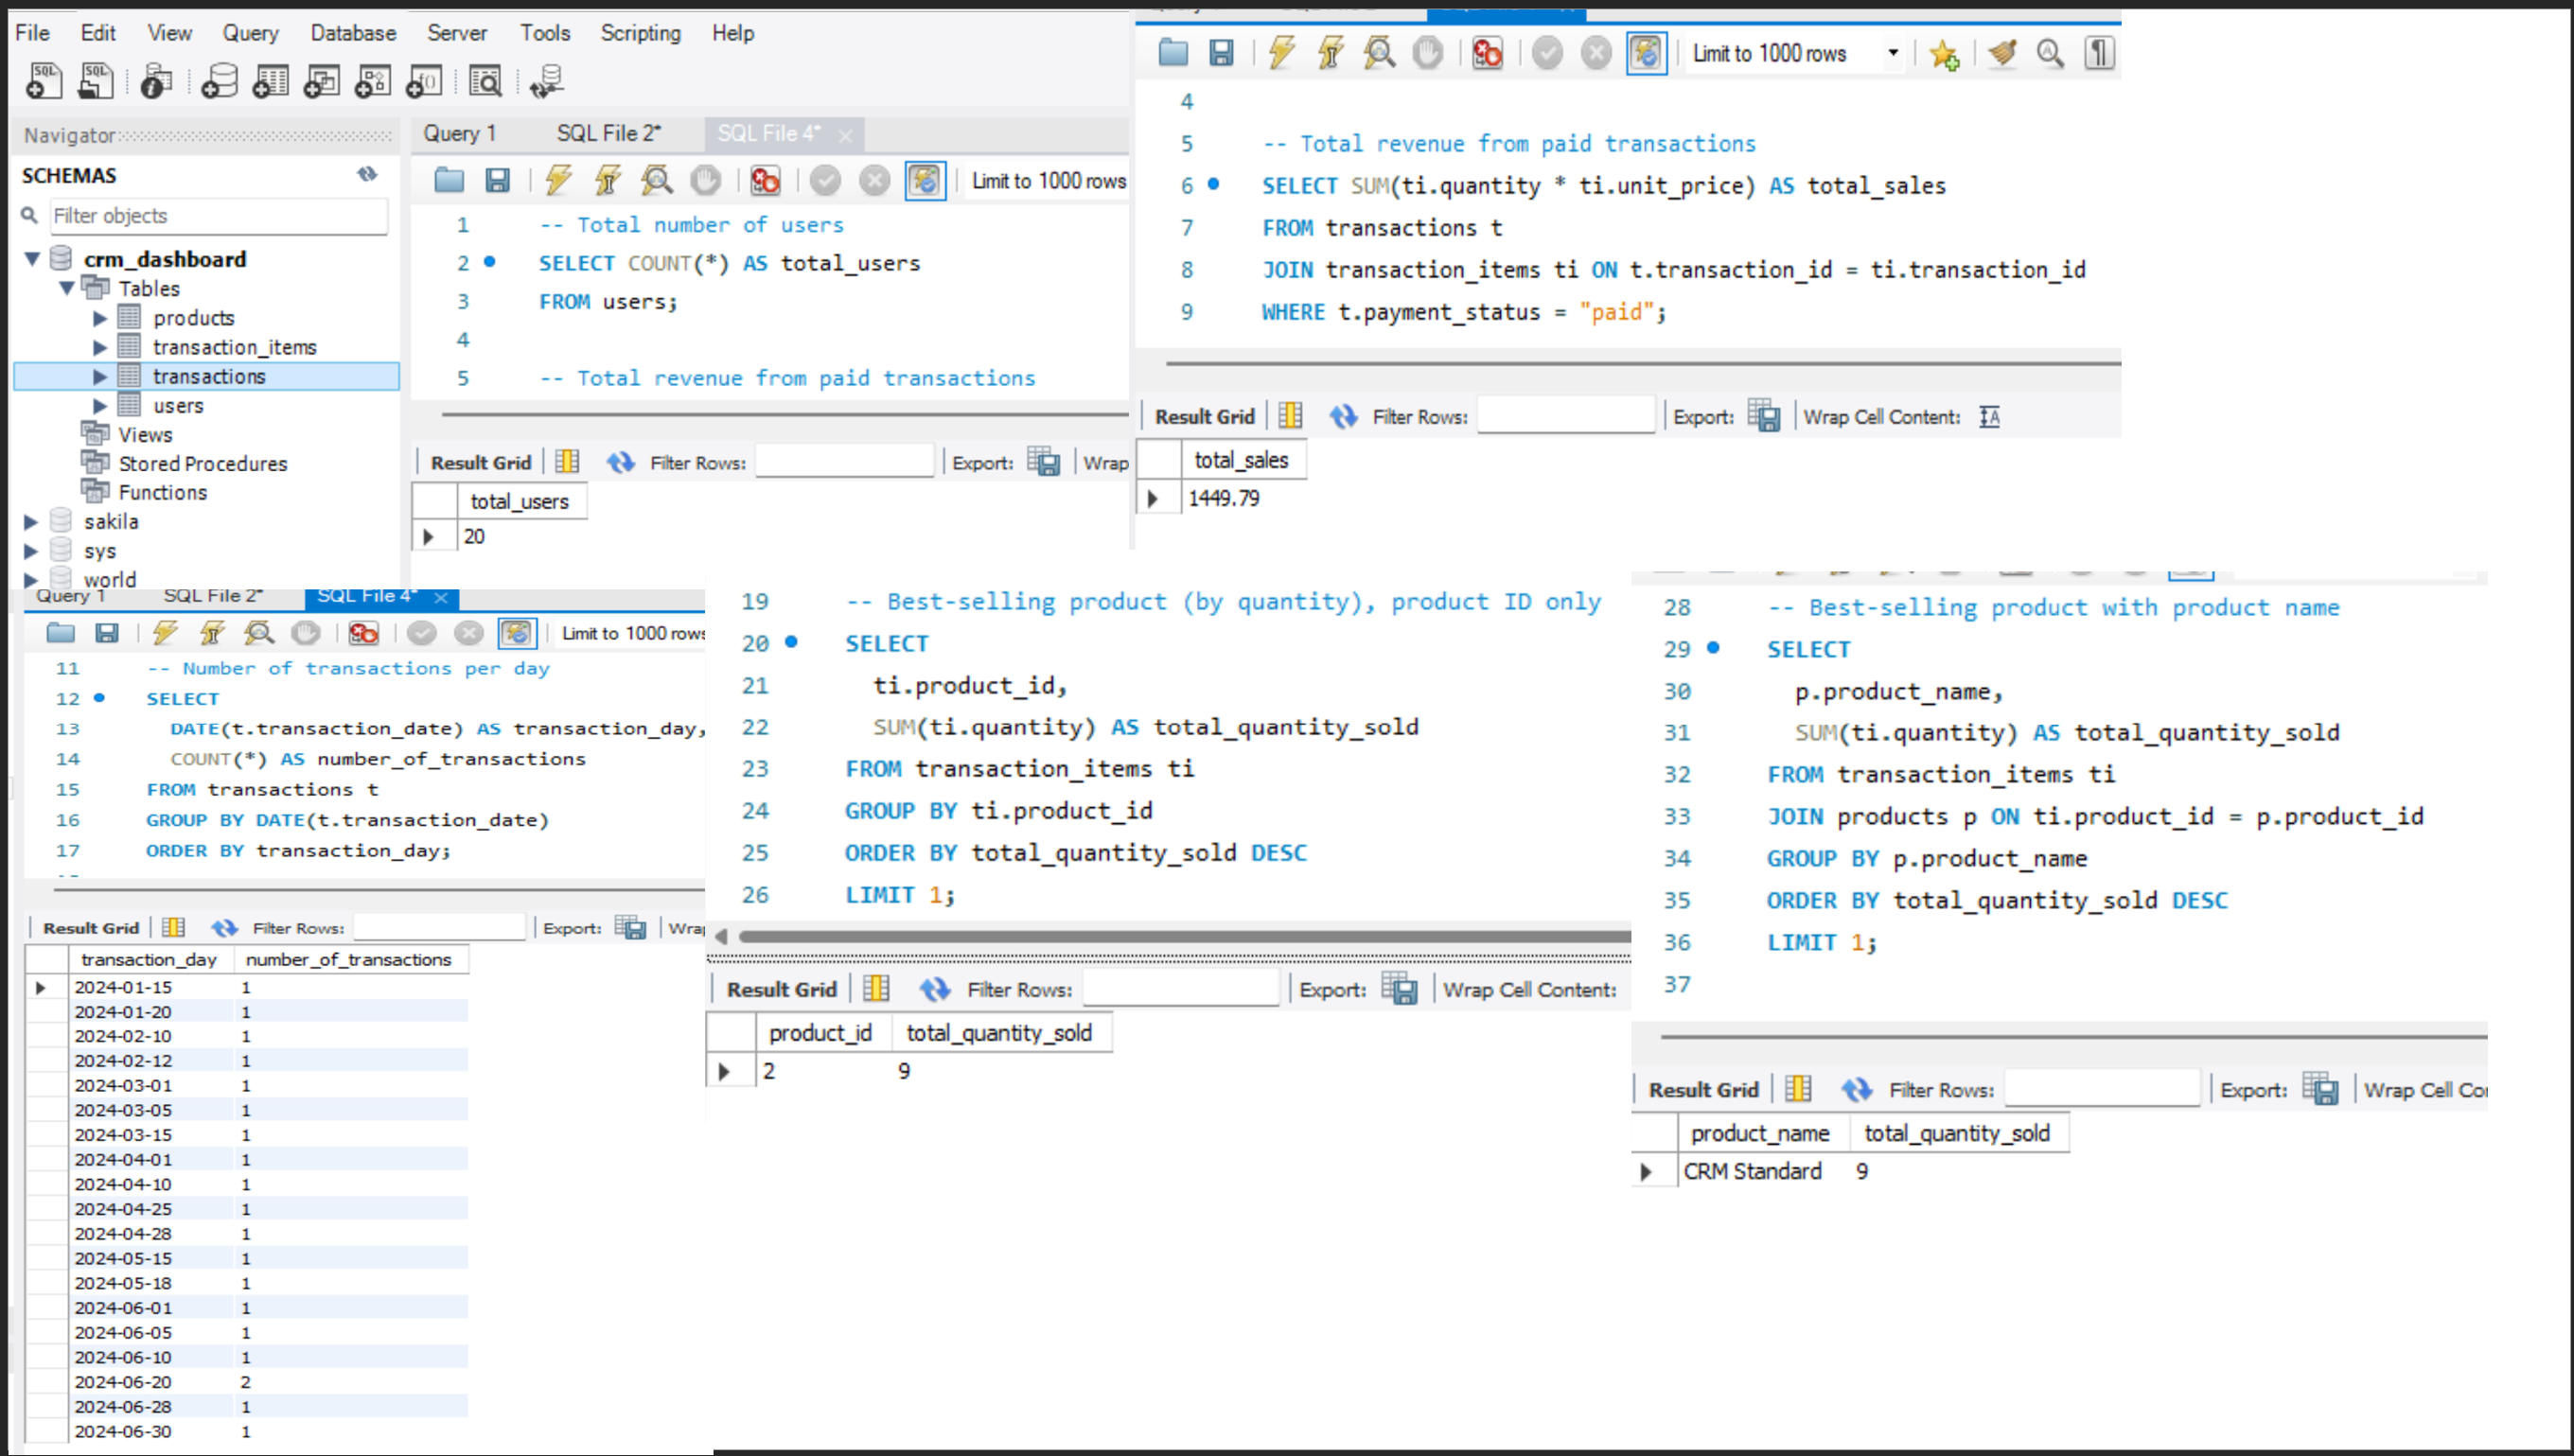 File Edit View Query Database Server Tools Scripting Help
Navigator
SCHEMAS
Filter objects
crm_dashboard
Tables
products
transaction_items
transactions
users
Views
Stored Procedures
Functions
sakila
sys
world
Query 1 SQL File 2* SQL File 4*
Limit to 1000 rows
1 -- Total number of users
2 SELECT COUNT(*) AS total_users
3 FROM users;
4
5 -- Total revenue from paid transactions
Result Grid Filter Rows: Export: Wrap
total_users
20
Limit to 1000 rows
4
5 -- Total revenue from paid transactions
6 SELECT SUM(ti.quantity * ti.unit_price) AS total_sales
7 FROM transactions t
8 JOIN transaction_items ti ON t.transaction_id = ti.transaction_id
9 WHERE t.payment_status = "paid";
Result Grid Filter Rows: Export: Wrap Cell Content:
total_sales
1449.79
Query 1 SQL File 2* SQL File 4*
Limit to 1000 rows
11 -- Number of transactions per day
12 SELECT
13 DATE(t.transaction_date) AS transaction_day,
14 COUNT(*) AS number_of_transactions
15 FROM transactions t
16 GROUP BY DATE(t.transaction_date)
17 ORDER BY transaction_day;
Result Grid Filter Rows: Export: Wra
transaction_day number_of_transactions
2024-01-15 1
2024-01-20 1
2024-02-10 1
2024-02-12 1
2024-03-01 1
2024-03-05 1
2024-03-15 1
2024-04-01 1
2024-04-10 1
2024-04-25 1
2024-04-28 1
2024-05-15 1
2024-05-18 1
2024-06-01 1
2024-06-05 1
2024-06-10 1
2024-06-20 2
2024-06-28 1
2024-06-30 1
19 -- Best-selling product (by quantity), product ID only
20 SELECT
21 ti.product_id,
22 SUM(ti.quantity) AS total_quantity_sold
23 FROM transaction_items ti
24 GROUP BY ti.product_id
25 ORDER BY total_quantity_sold DESC
26 LIMIT 1;
Result Grid Filter Rows: Export: Wrap Cell Content:
product_id total_quantity_sold
2 9
28 -- Best-selling product with product name
29 SELECT
30 p.product_name,
31 SUM(ti.quantity) AS total_quantity_sold
32 FROM transaction_items ti
33 JOIN products p ON ti.product_id = p.product_id
34 GROUP BY p.product_name
35 ORDER BY total_quantity_sold DESC
36 LIMIT 1;
37
Result Grid Filter Rows: Export: Wrap Cell Co
product_name total_quantity_sold
CRM Standard 9